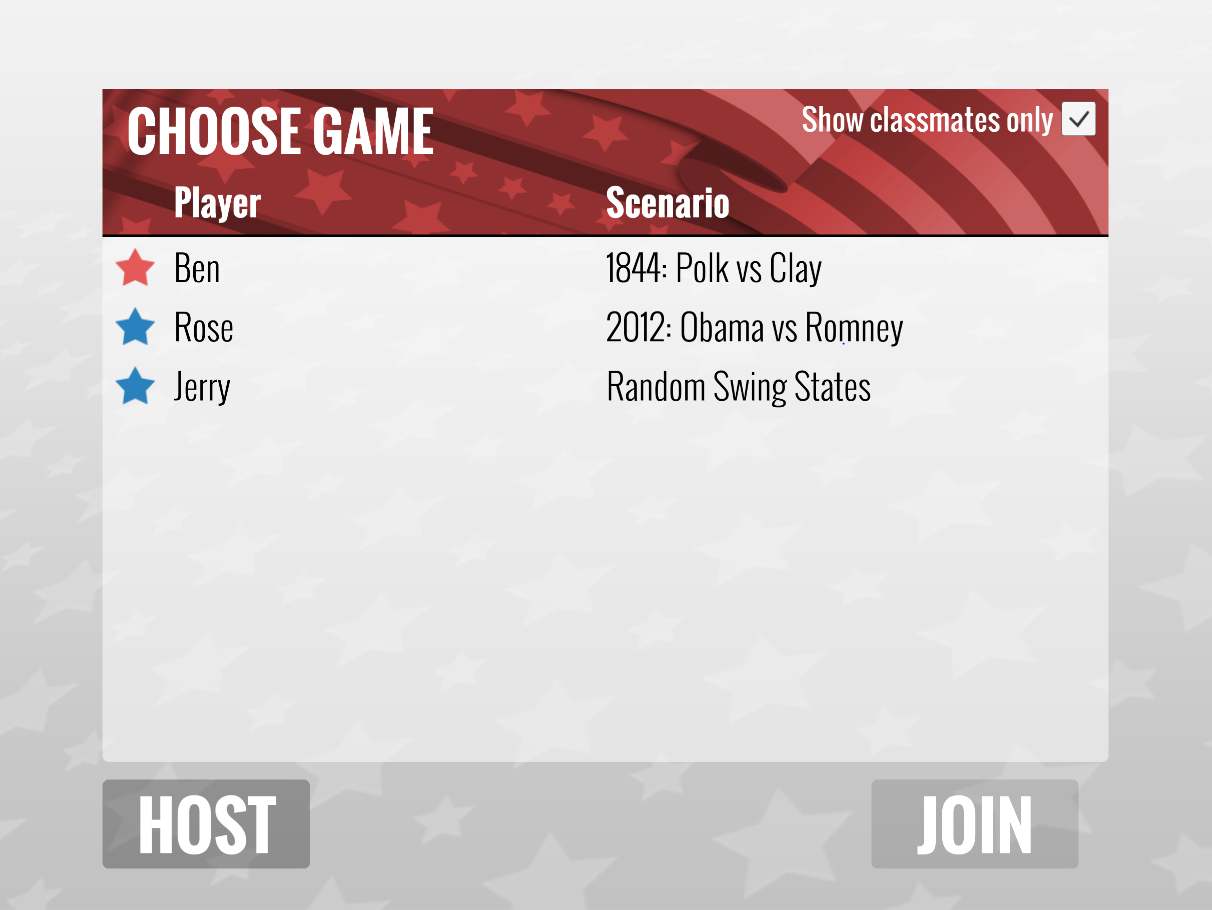 CHOOSE GAME
Show classmates only
Player Scenario
Ben 1844: Polk vs Clay
Rose 2012: Obama vs Romney
Jerry Random Swing States
HOST JOIN